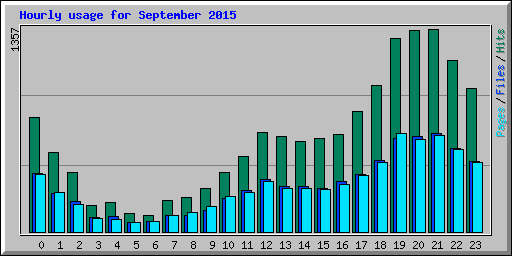 Hourly usage for September 2015
1357
Pages/Files/Hits
0 1 2 3 4 5 6 7 8 9 10 11 12 13 14 15 16 17 18 19 20 21 22 23